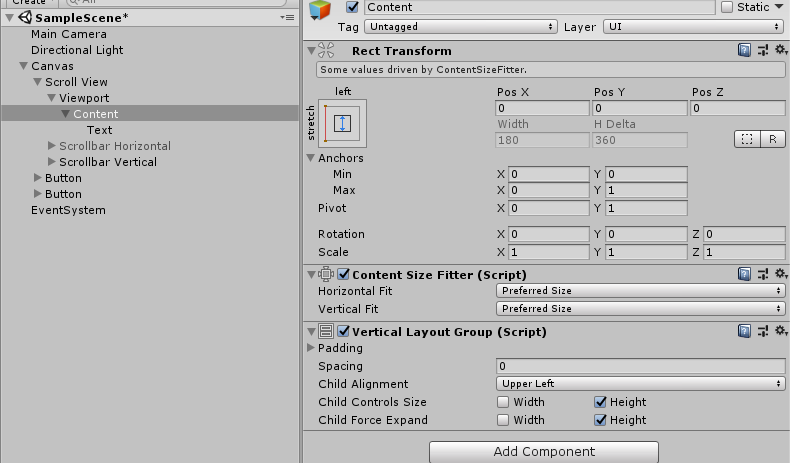 Create
All
SampleScene*
Main Camera
Directional Light
Canvas
Scroll View
Viewport
Content
Text
Scrollbar Horizontal
Scrollbar Vertical
Button
Button
EventSystem
Content
Static
Tag Untagged Layer UI
Rect Transform
Some values driven by ContentSizeFitter.
left Pos X Pos Y Pos Z
stretch 0 0 0
Width H Delta
180 360
R
Anchors
Min X 0 Y 0
Max X 0 Y 1
Pivot X 0 Y 1
Rotation X 0 Y 0 Z 0
Scale X 1 Y 1 Z 1
Content Size Fitter (Script)
Horizontal Fit Preferred Size
Vertical Fit Preferred Size
Vertical Layout Group (Script)
Padding
Spacing 0
Child Alignment Upper Left
Child Controls Size Width Height
Child Force Expand Width Height
Add Component